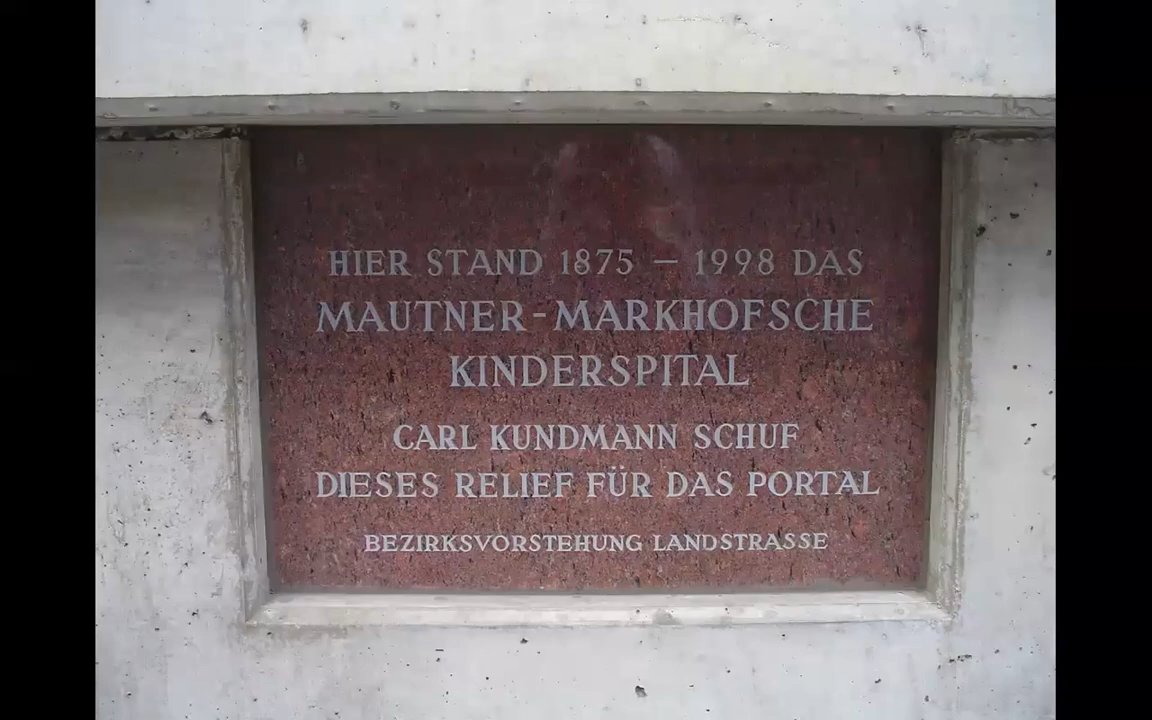 HIER STAND 1875 – 1998 DAS
MAUTNER-MARKHOFSCHE
KINDERSPITAL
CARL KUNDMANN SCHUF
DIESES RELIEF FÜR DAS PORTAL
BEZIRKSVORSTEHUNG LANDSTRASSE